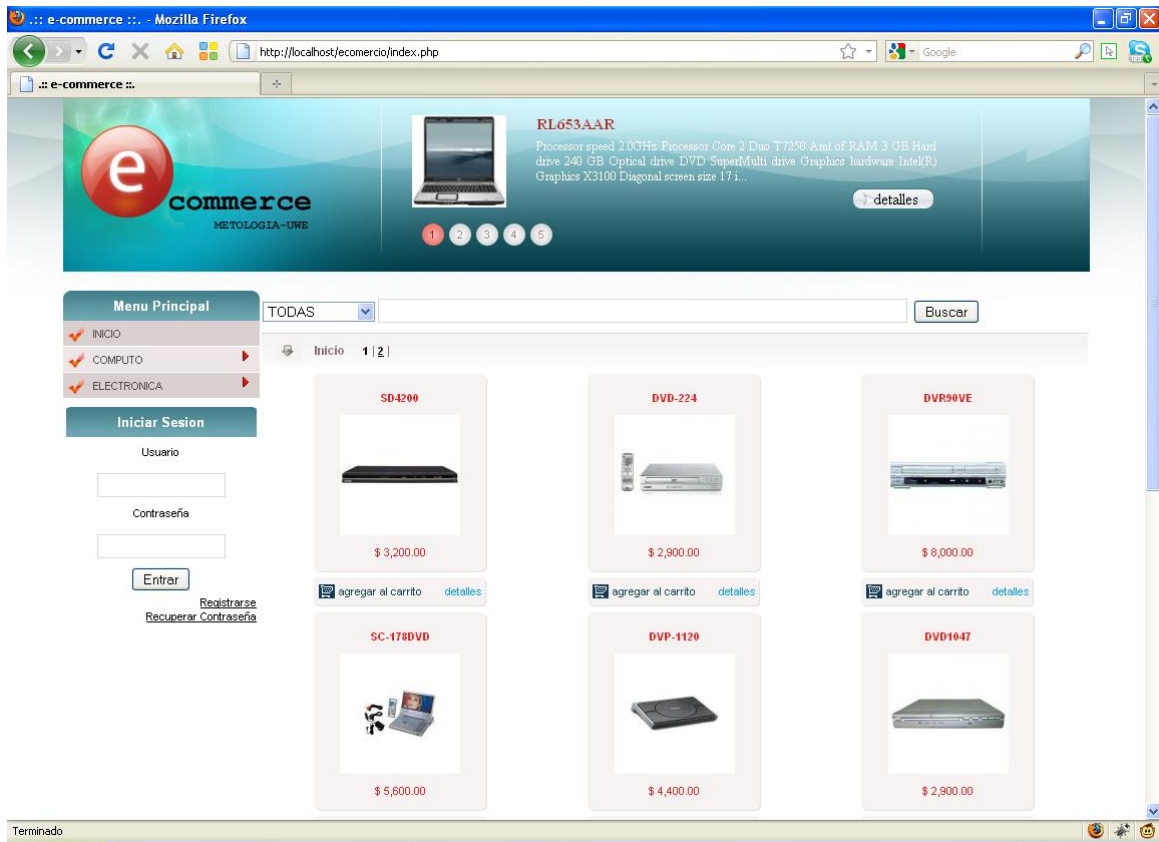 .:: e-commerce ::. - Mozilla Firefox
http://localhost/ecomercio/index.php
Google
.:: e-commerce ::.
e
commerce
METOLOGIA-UWE
RL653AAR
Processor speed 2.0GHz Processor Core 2 Duo T7250 Amt of RAM 3 GB Hard
drive 240 GB Optical drive DVD SuperMulti drive Graphics hardware Intel(R)
Graphics X3100 Diagonal screen size 17 i...
detalles
1 2 3 4 5
Menu Principal
INICIO
COMPUTO
ELECTRONICA
TODAS
Buscar
Inicio 1 | 2 |
Iniciar Sesion
Usuario
Contraseña
Entrar
Registrarse
Recuperar Contraseña
SD4200
$ 3,200.00
agregar al carrito detalles
DVD-224
$ 2,900.00
agregar al carrito detalles
DVR90VE
$ 8,000.00
agregar al carrito detalles
SC-178DVD
$ 5,600.00
DVP-1120
$ 4,400.00
DVD1047
$ 2,900.00
Terminado